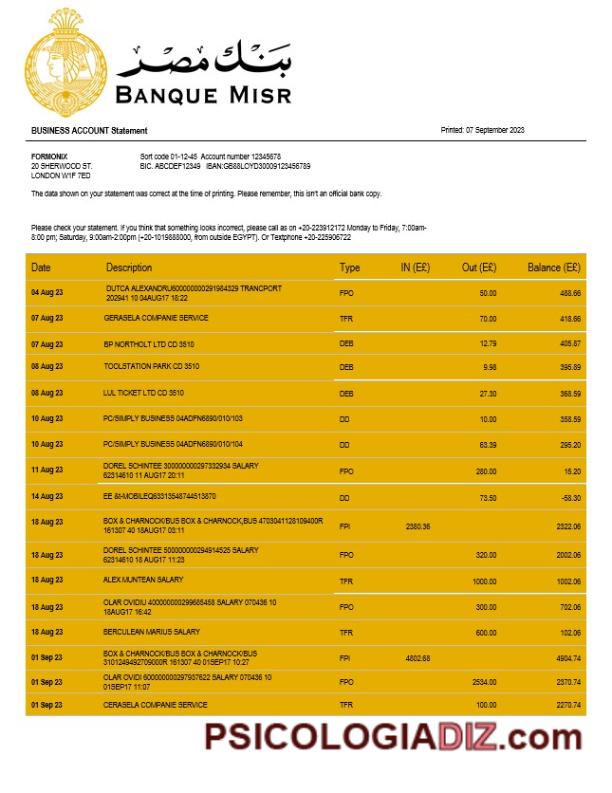 بنك مصر
BANQUE MISR
BUSINESS ACCOUNT Statement
Printed: 07 September 2023
FORMONIX
20 SHERWOOD ST.
LONDON W1F 7ED
Sort code 01-12-45 Account number 12345678
BIC. ABCDEF12349 IBAN:GB88LOYD30009123456789
The data shown on your statement was correct at the time of printing. Please remember, this isn't an official bank copy.
Please check your statement. If you think that something looks incorrect, please call as on +20-223912172 Monday to Friday, 7:00am-
8:00 pm; Saturday, 9:00am-2:00pm (+20-1019888000, from outside EGYPT). Or Textphone +20-225906722
Date Description Type IN (E£) Out (E£) Balance (E£)
04 Aug 23 DUTCA ALEXANDRU600000000291984329 TRANCPORT
202941 10 04AUG17 18:22 FPO 50.00 488.66
07 Aug 23 GERASELA COMPANIE SERVICE TFR 70.00 418.66
07 Aug 23 BP NORTHOLT LTD CD 3510 DEB 12.79 405.87
08 Aug 23 TOOLSTATION PARK CD 3510 DEB 9.98 395.89
08 Aug 23 LUL TICKET LTD CD 3510 DEB 27.30 368.59
10 Aug 23 PC/SIMPLY BUSINESS 04ADFN6890/010/103 DD 10.00 358.59
10 Aug 23 PC/SIMPLY BUSINESS 04ADFN6890/010/104 DD 63.39 295.20
11 Aug 23 DOREL SCHINTEE 300000000297332934 SALARY
62314610 11 AUG17 20:11 FPO 280.00 15.20
14 Aug 23 EE &t-MOBILEQ63313548744513870 DD 73.50 -58.30
18 Aug 23 BOX & CHARNOCK/BUS BOX & CHARNOCK,BUS 4703041128109400R
161307 40 18AUG17 03:11 FPI 2380.36 2322.06
18 Aug 23 DOREL SCHINTEE 500000000294914525 SALARY
62314610 18 AUG17 11:23 FPO 320.00 2002.06
18 Aug 23 ALEX MUNTEAN SALARY TFR 1000.00 1002.06
18 Aug 23 OLAR OVIDIU 400000000299685458 SALARY 070436 10
18AUG17 16:42 FPO 300.00 702.06
18 Aug 23 BERCULEAN MARIUS SALARY TFR 600.00 102.06
01 Sep 23 BOX & CHARNOCK/BUS BOX & CHARNOCK/BUS
3101249492709000R 161307 40 01SEP17 10:27 FPI 4802.68 4904.74
01 Sep 23 OLAR OVIDI 600000000297937622 SALARY 070436 10
01SEP17 11:07 FPO 2534.00 2370.74
01 Sep 23 CERASELA COMPANIE SERVICE TFR 100.00 2270.74
PSICOLOGIADIZ.com